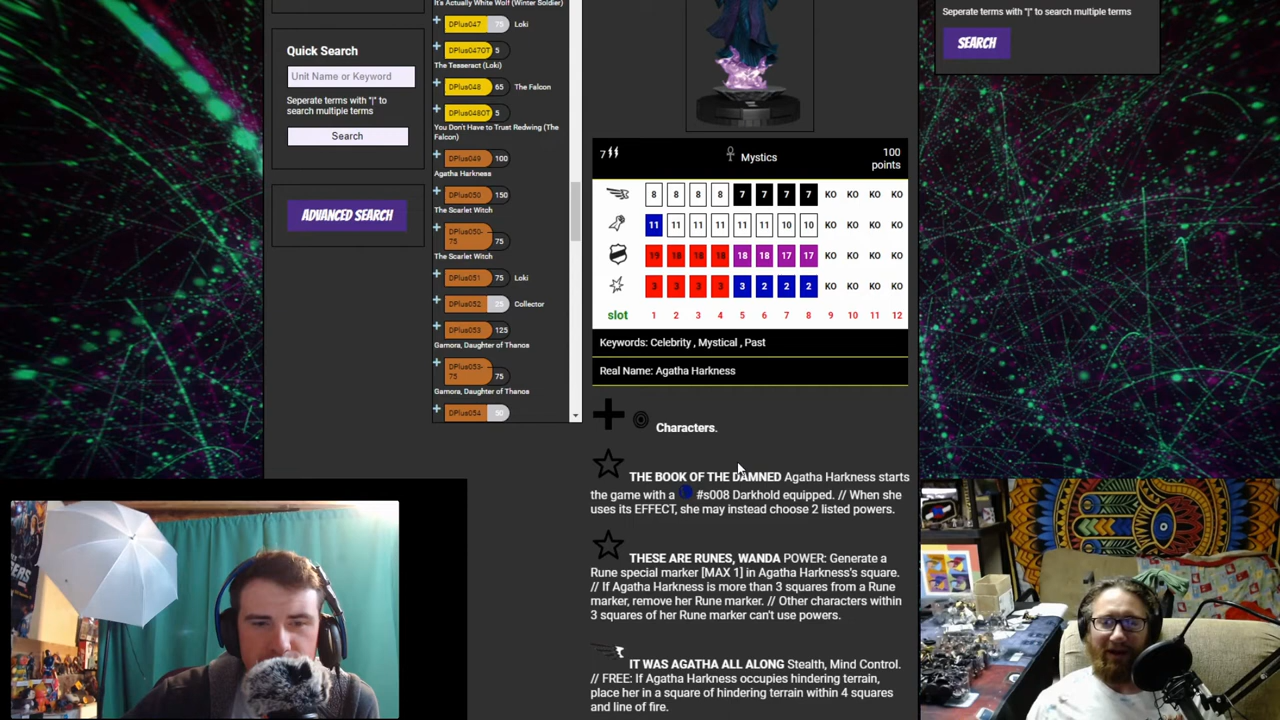 Quick Search
Unit Name or Keyword
Seperate terms with "|" to
search multiple terms
Search
ADVANCED SEARCH
It's Actually White Wolf (Winter Soldier)
DPlus047 75 Loki
DPlus047OT 5
The Tesseract (Loki)
DPlus048 65 The Falcon
DPlus048OT 5
You Don't Have to Trust Redwing (The
Falcon)
DPlus049 100
Agatha Harkness
DPlus050 150
The Scarlet Witch
DPlus050-
75 75
The Scarlet Witch
DPlus051 75 Loki
DPlus052 25 Collector
DPlus053 125
Gamora, Daughter of Thanos
DPlus053-
75 75
Gamora, Daughter of Thanos
DPlus054 50
7 Mystics 100
points
8 8 8 8 7 7 7 7 KO KO KO KO
11 11 11 11 11 11 10 10 KO KO KO KO
19 18 18 18 18 18 17 17 KO KO KO KO
3 3 3 3 3 2 2 2 KO KO KO KO
slot 1 2 3 4 5 6 7 8 9 10 11 12
Keywords: Celebrity , Mystical , Past
Real Name: Agatha Harkness
Characters.
THE BOOK OF THE DAMNED Agatha Harkness starts
the game with a #s008 Darkhold equipped. // When she
uses its EFFECT, she may instead choose 2 listed powers.
THESE ARE RUNES, WANDA POWER: Generate a
Rune special marker [MAX 1] in Agatha Harkness's square.
// If Agatha Harkness is more than 3 squares from a Rune
marker, remove her Rune marker. // Other characters within
3 squares of her Rune marker can't use powers.
IT WAS AGATHA ALL ALONG Stealth, Mind Control.
// FREE: If Agatha Harkness occupies hindering terrain,
place her in a square of hindering terrain within 4 squares
and line of fire.
Seperate terms with "|" to search multiple terms
SEARCH